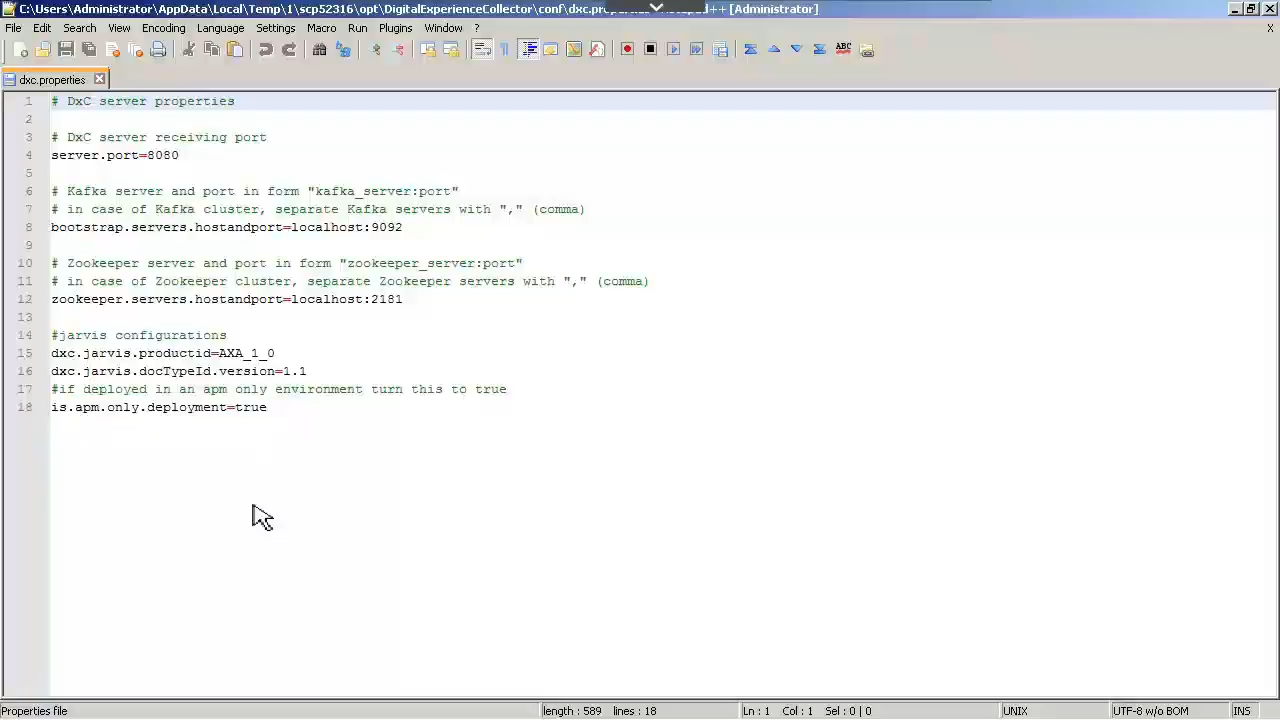 C:\Users\Administrator\AppData\Local\Temp\1\scp52316\opt\DigitalExperienceCollector\conf\dxc.pr
++ [Administrator]
File Edit Search View Encoding Language Settings Macro Run Plugins Window ? X
ABC
dxc.properties
1 # DxC server properties
2
3 # DxC server receiving port
4 server.port=8080
5
6 # Kafka server and port in form "kafka_server:port"
7 # in case of Kafka cluster, separate Kafka servers with "," (comma)
8 bootstrap.servers.hostandport=localhost:9092
9
10 # Zookeeper server and port in form "zookeeper_server:port"
11 # in case of Zookeeper cluster, separate Zookeeper servers with "," (comma)
12 zookeeper.servers.hostandport=localhost:2181
13
14 #jarvis configurations
15 dxc.jarvis.productid=AXA_1_0
16 dxc.jarvis.docTypeId.version=1.1
17 #if deployed in an apm only environment turn this to true
18 is.apm.only.deployment=true
Properties file length : 589 lines : 18 Ln : 1 Col : 1 Sel : 0 | 0 UNIX UTF-8 w/o BOM INS